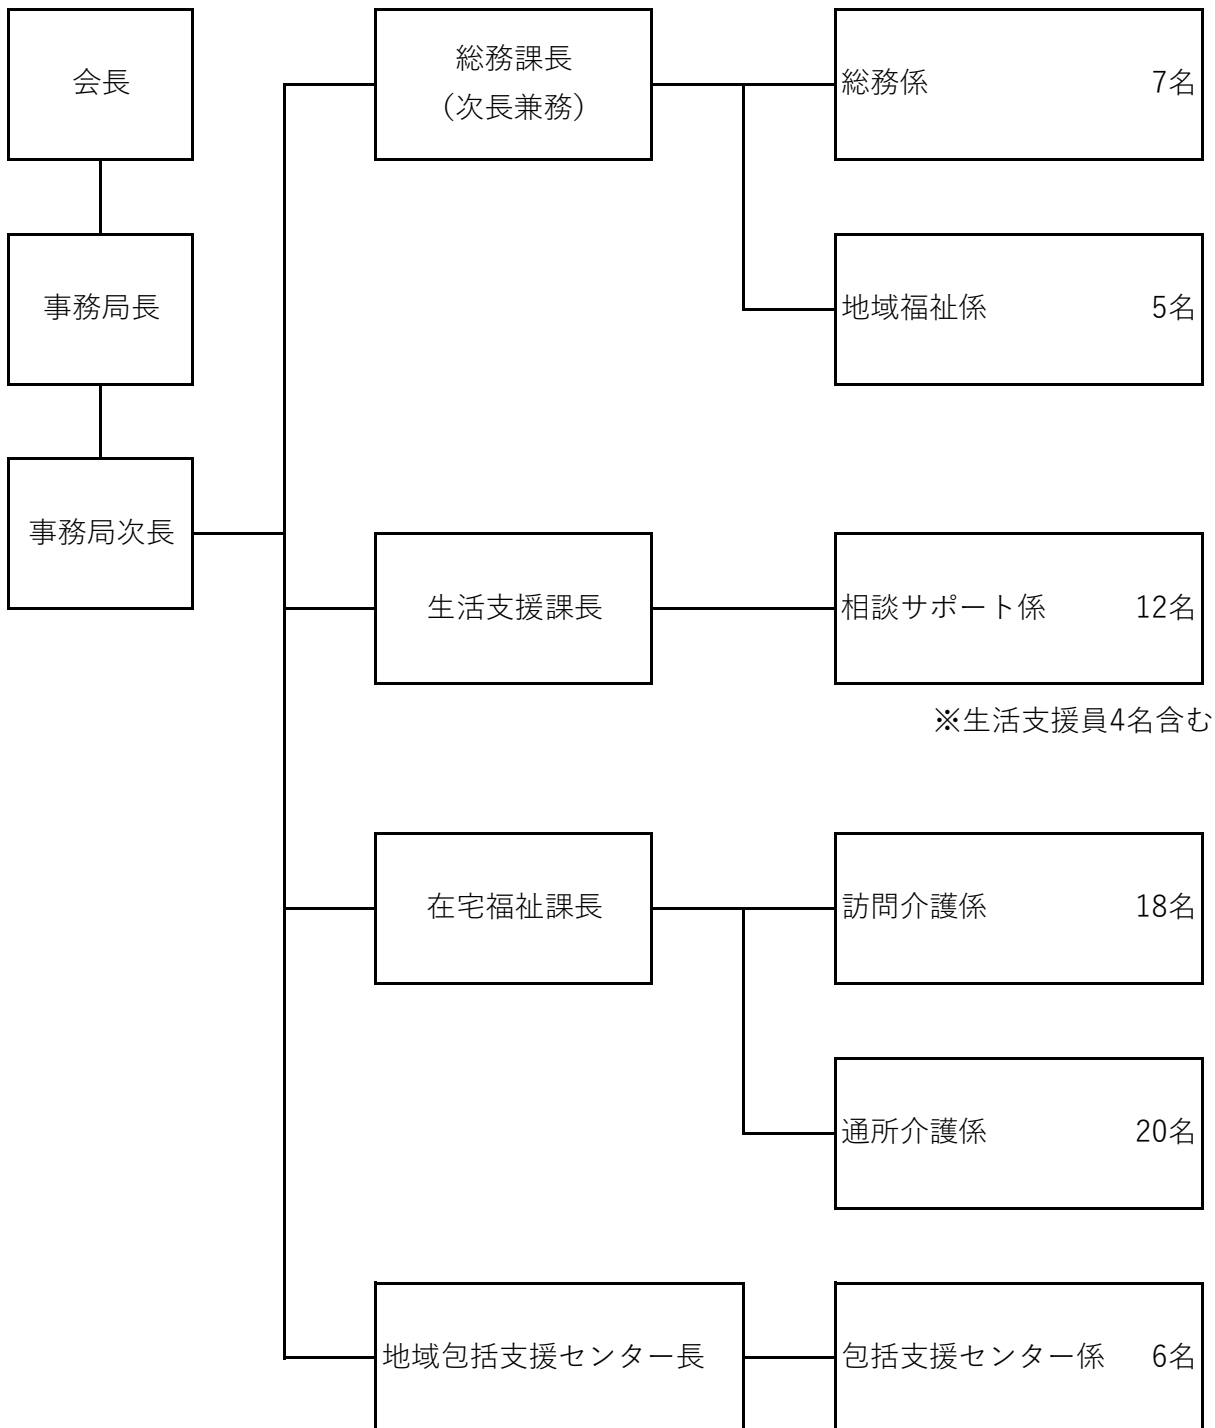 会長
事務局長
事務局次長
総務課長
（次長兼務）
総務係 7名
地域福祉係 5名
生活支援課長
相談サポート係 12名
※生活支援員4名含む
在宅福祉課長
訪問介護係 18名
通所介護係 20名
地域包括支援センター長
包括支援センター係 6名